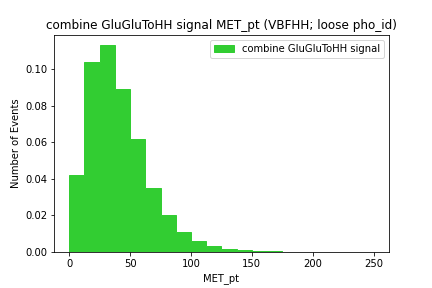 combine GluGluToHH signal MET_pt (VBFHH; loose pho_id)
combine GluGluToHH signal
Number of Events
0.10
0.08
0.06
0.04
0.02
0.00
0 50 100 150 200 250
MET_pt